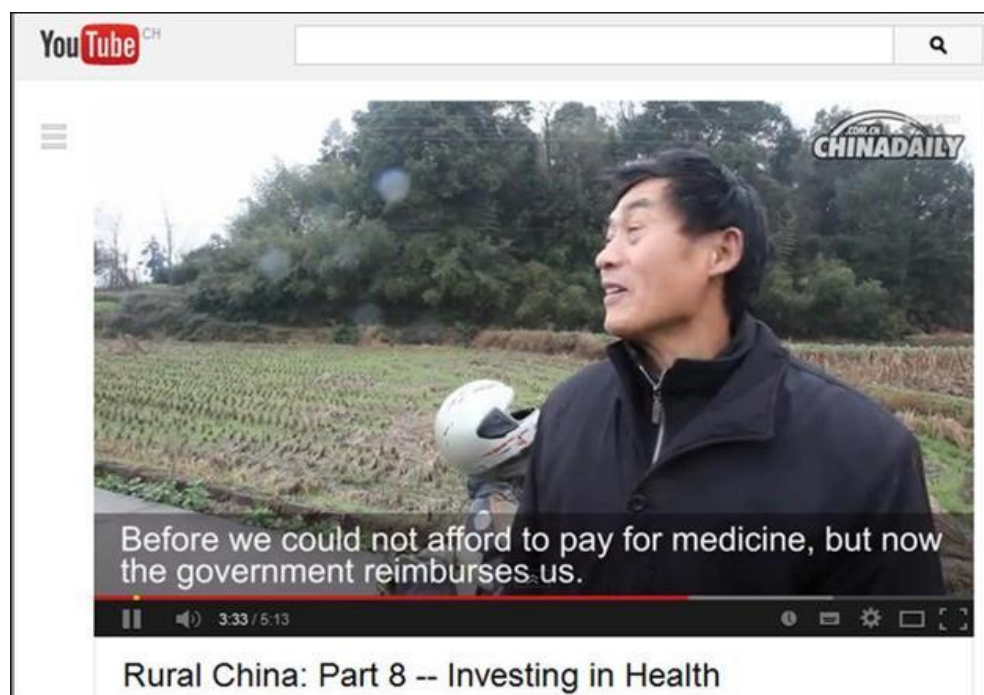 YouTube CH
.COM.CN
CHINADAILY
Before we could not afford to pay for medicine, but now
the government reimburses us.
3:33 / 5:13
Rural China: Part 8 -- Investing in Health